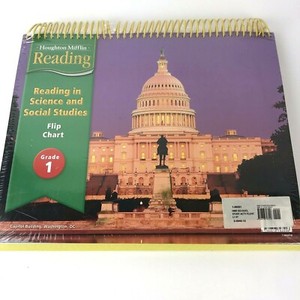 Houghton Mifflin
Reading
Reading in
Science and
Social Studies
Flip
Chart
Grade
1
Capitol Building, Washington, DC